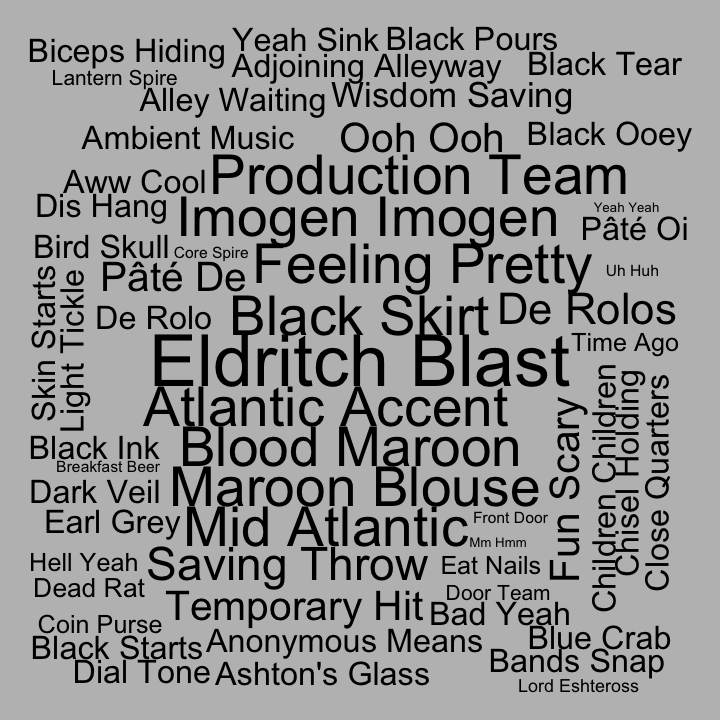 Biceps Hiding
Yeah Sink
Black Pours
Lantern Spire
Adjoining Alleyway
Black Tear
Alley Waiting
Wisdom Saving
Ambient Music
Ooh Ooh
Black Ooey
Aww Cool
Production Team
Dis Hang
Imogen Imogen
Yeah Yeah
Pâté Oi
Bird Skull
Core Spire
Feeling Pretty
Uh Huh
Pâté De
Skin Starts
Light Tickle
De Rolo
Black Skirt
De Rolos
Eldritch Blast
Time Ago
Atlantic Accent
Black Ink
Blood Maroon
Breakfast Beer
Dark Veil
Maroon Blouse
Fun Scary
Children Children
Chisel Holding
Close Quarters
Earl Grey
Mid Atlantic
Front Door
Mm Hmm
Hell Yeah
Saving Throw
Eat Nails
Dead Rat
Temporary Hit
Door Team
Bad Yeah
Coin Purse
Black Starts
Anonymous Means
Blue Crab
Dial Tone
Ashton's Glass
Bands Snap
Lord Eshteross